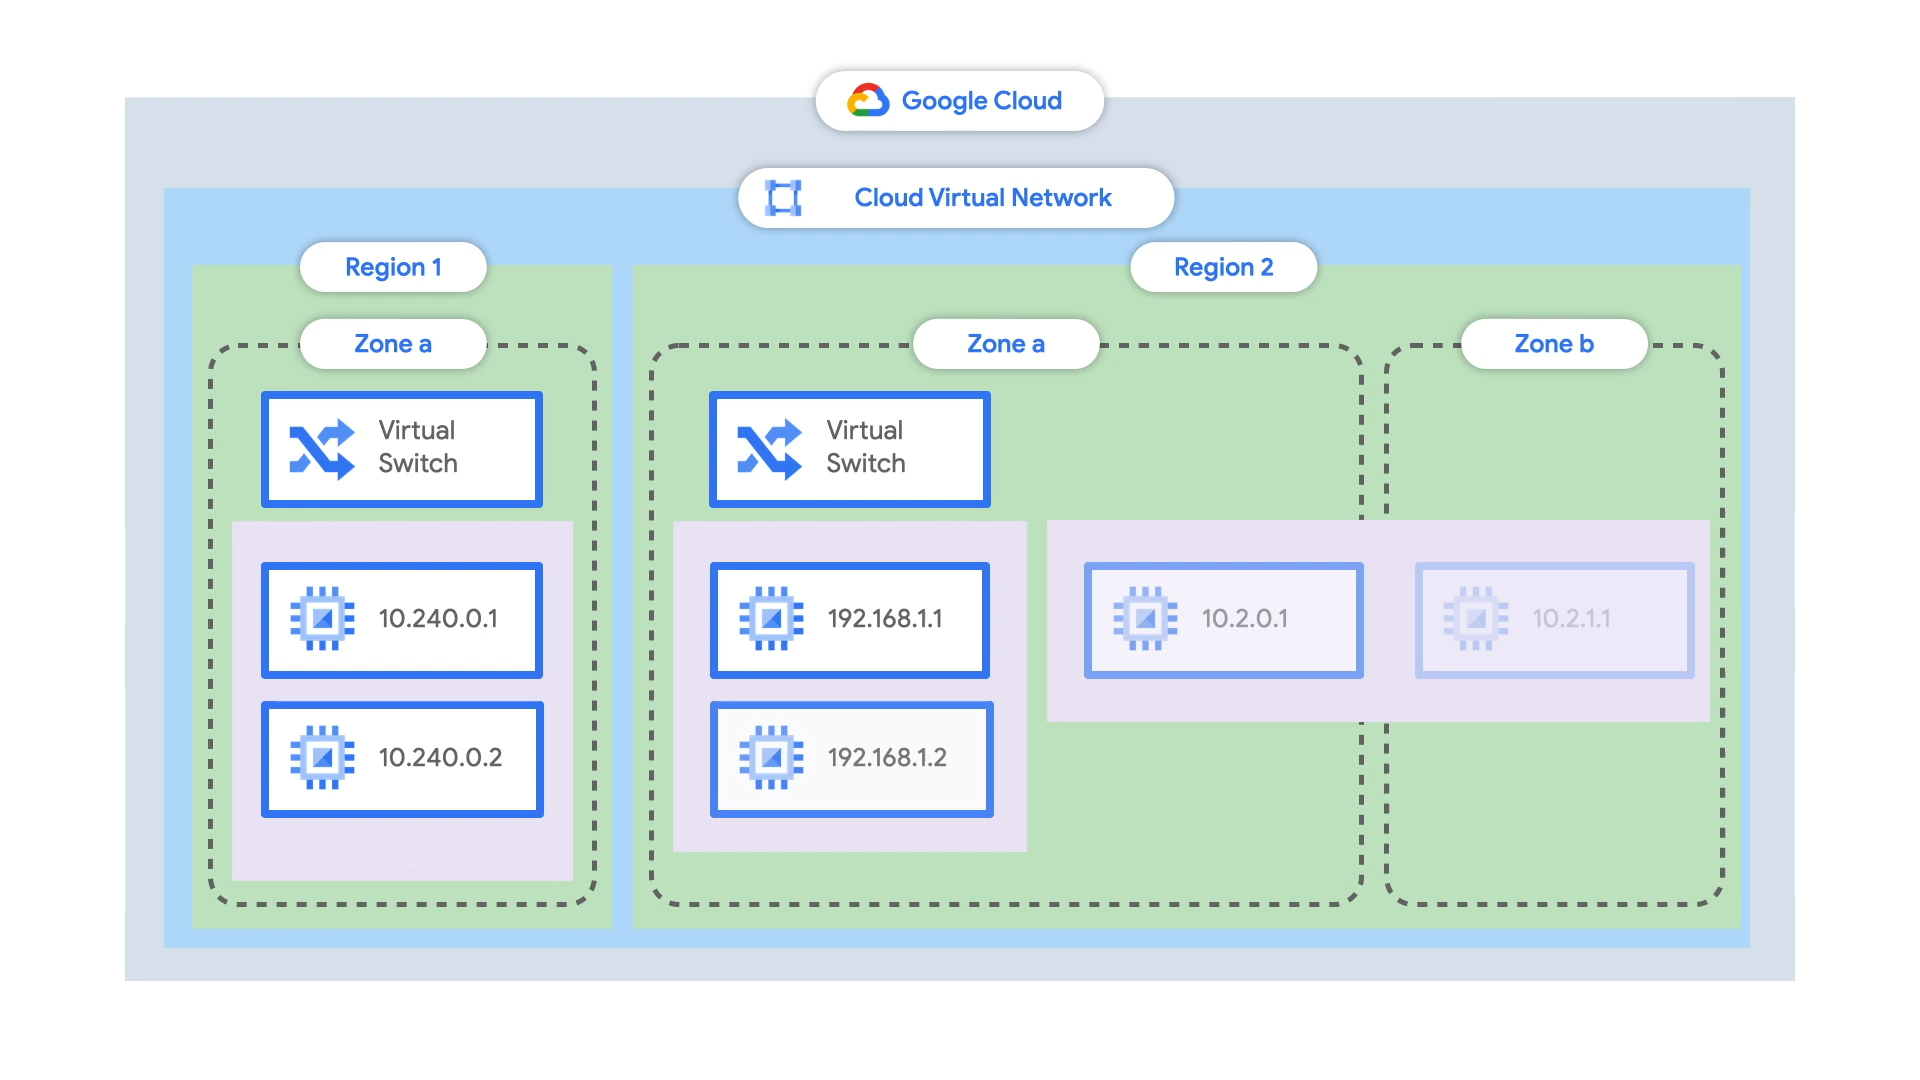 Google Cloud
Cloud Virtual Network
Region 1
Region 2
Zone a
Zone a
Zone b
Virtual
Switch
Virtual
Switch
10.240.0.1
192.168.1.1
10.2.0.1
10.2.1.1
10.240.0.2
192.168.1.2